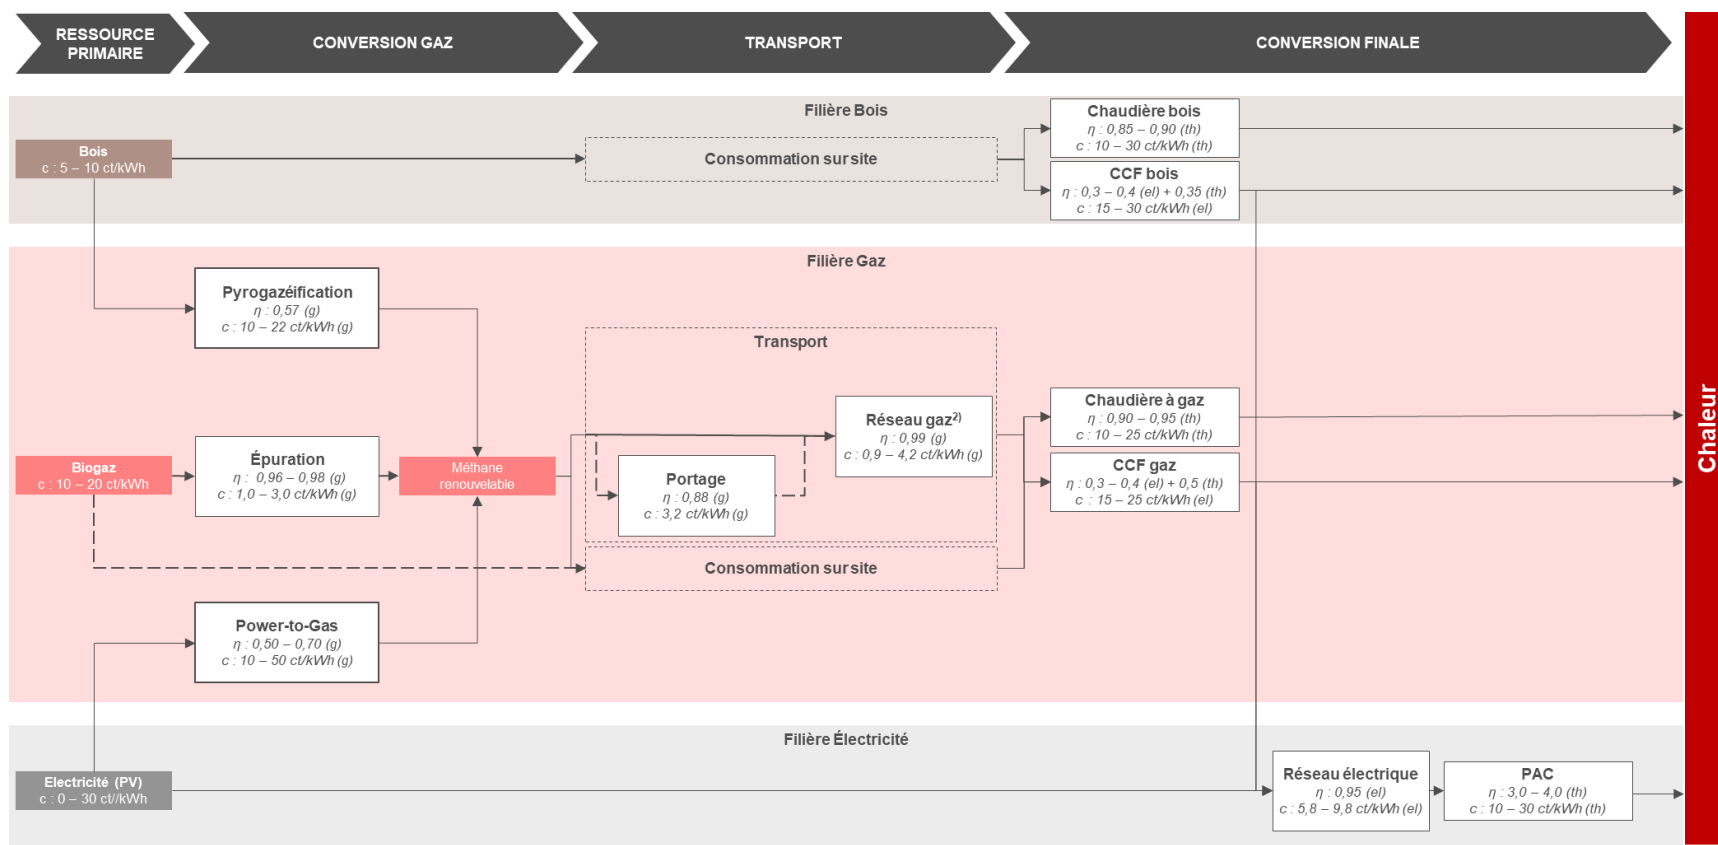 RESSOURCE
PRIMAIRE
CONVERSION GAZ
TRANSPORT
CONVERSION FINALE
Filière Bois
Bois
c : 5 – 10 ct/kWh
Consommation sur site
Chaudière bois
η : 0,85 – 0,90 (th)
c : 10 – 30 ct/kWh (th)
CCF bois
η : 0,3 – 0,4 (el) + 0,35 (th)
c : 15 – 30 ct/kWh (el)
Filière Gaz
Pyrogazéification
η : 0,57 (g)
c : 10 – 22 ct/kWh (g)
Biogaz
c : 10 – 20 ct/kWh
Épuration
η : 0,96 – 0,98 (g)
c : 1,0 – 3,0 ct/kWh (g)
Méthane
renouvelable
Power-to-Gas
η : 0,50 – 0,70 (g)
c : 10 – 50 ct/kWh (g)
Transport
Portage
η : 0,88 (g)
c : 3,2 ct/kWh (g)
Réseau gaz²⁾
η : 0,99 (g)
c : 0,9 – 4,2 ct/kWh (g)
Consommation sur site
Chaudière à gaz
η : 0,90 – 0,95 (th)
c : 10 – 25 ct/kWh (th)
CCF gaz
η : 0,3 – 0,4 (el) + 0,5 (th)
c : 15 – 25 ct/kWh (el)
Filière Électricité
Electricité (PV)
c : 0 – 30 ct//kWh
Réseau électrique
η : 0,95 (el)
c : 5,8 – 9,8 ct/kWh (el)
PAC
η : 3,0 – 4,0 (th)
c : 10 – 30 ct/kWh (th)
Chaleur